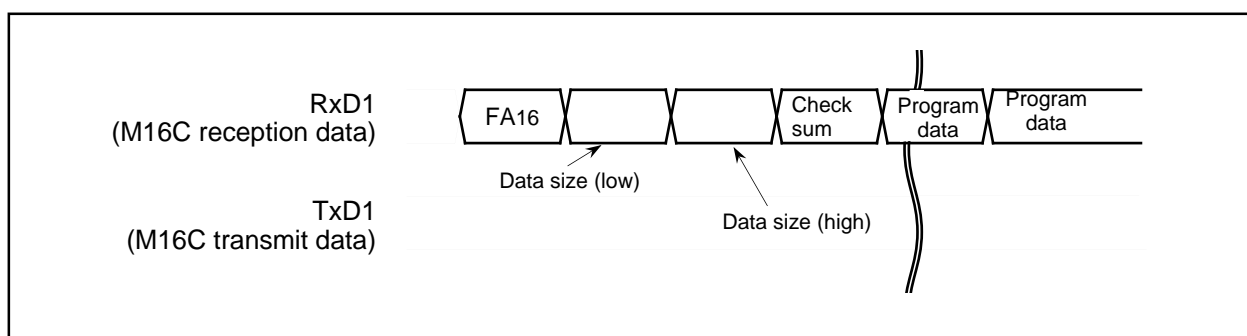 RxD1
(M16C reception data)
FA16
Check
sum
Program
data
Program
data
Data size (low)
Data size (high)
TxD1
(M16C transmit data)